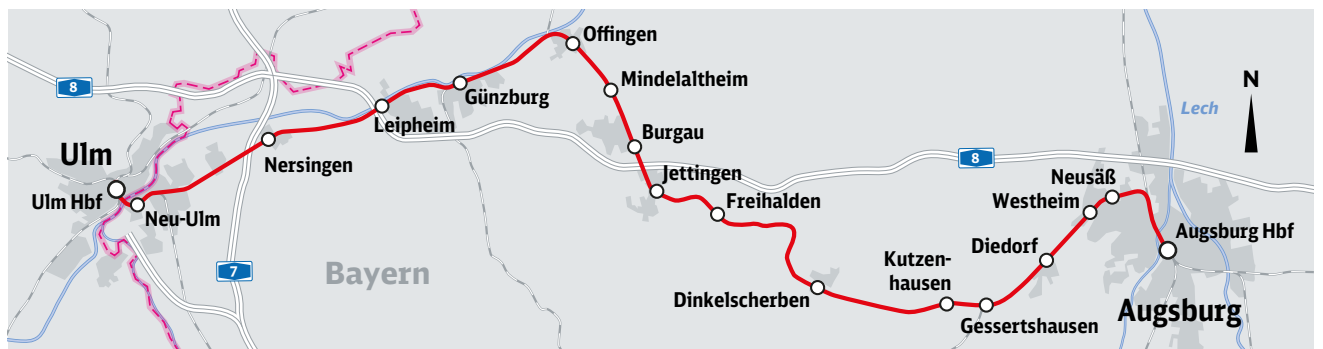 8
Ulm
Ulm Hbf
Neu-Ulm
Nersingen
7
Bayern
Leipheim
Günzburg
Offingen
Mindelaltheim
Burgau
Jettingen
Freihalden
Dinkelscherben
Kutzen-
hausen
Gessertshausen
Diedorf
Westheim
Neusäß
8
Lech
N
Augsburg Hbf
Augsburg